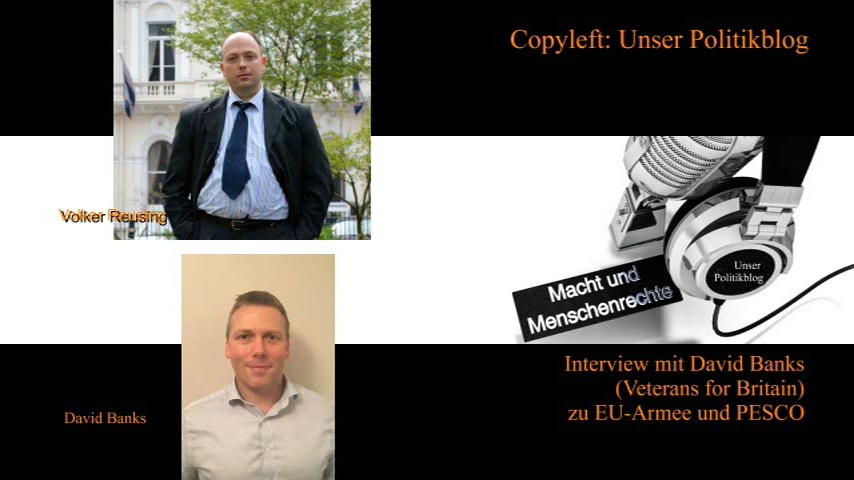 Copyleft: Unser Politikblog
Volker Reusing
Unser
Politikblog
Macht und
Menschenrechte
Interview mit David Banks
(Veterans for Britain)
zu EU-Armee und PESCO
David Banks